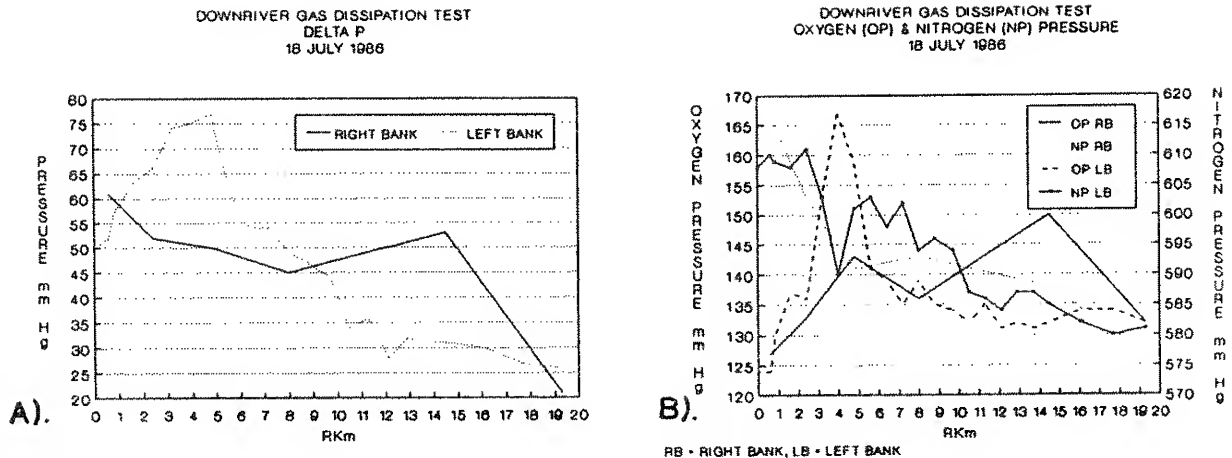 DOWNRIVER GAS DISSIPATION TEST
DELTA P
18 JULY 1986
80
75
70
65
60
55
50
45
40
35
30
25
20
PRESSURE mm Hg
RIGHT BANK LEFT BANK
0 1 2 3 4 5 6 7 8 9 10 11 12 13 14 15 16 17 18 19 20
RKm
A).
DOWNRIVER GAS DISSIPATION TEST
OXYGEN (OP) & NITROGEN (NP) PRESSURE
18 JULY 1986
170
165
160
155
150
145
140
135
130
125
120
OXYGEN PRESSURE mm Hg
OP RB
NP RB
OP LB
NP LB
620
615
610
605
600
595
590
585
580
575
570
NITROGEN PRESSURE mm Hg
0 1 2 3 4 5 6 7 8 9 10 11 12 13 14 15 16 17 18 19 20
RKm
B).
RB - RIGHT BANK, LB - LEFT BANK